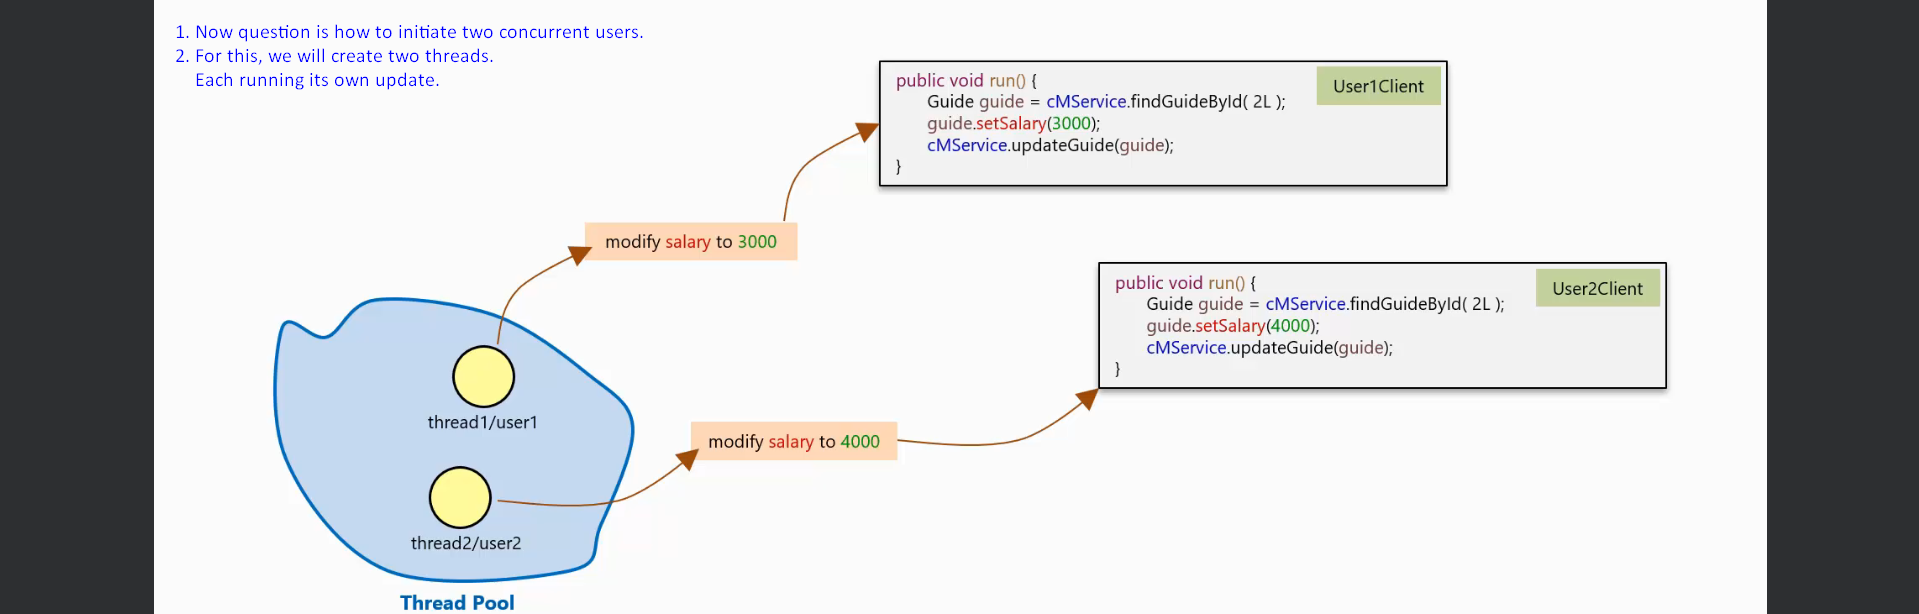 1. Now question is how to initiate two concurrent users.
2. For this, we will create two threads.
Each running its own update.
public void run() {
User1Client
Guide guide = cMService.findGuideById( 2L );
guide.setSalary(3000);
cMService.updateGuide(guide);
}
modify salary to 3000
public void run() {
User2Client
Guide guide = cMService.findGuideById( 2L );
guide.setSalary(4000);
cMService.updateGuide(guide);
}
thread1/user1
modify salary to 4000
thread2/user2
Thread Pool